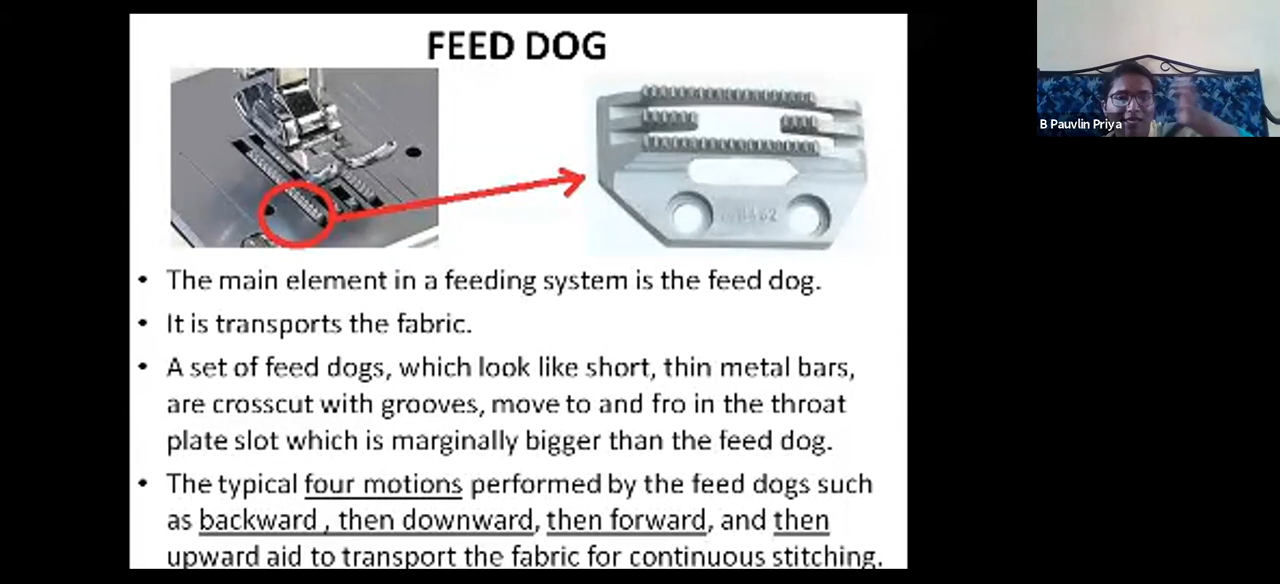 FEED DOG
B Pauvlin Priya
• The main element in a feeding system is the feed dog.
• It is transports the fabric.
• A set of feed dogs, which look like short, thin metal bars,
are crosscut with grooves, move to and fro in the throat
plate slot which is marginally bigger than the feed dog.
• The typical four motions performed by the feed dogs such
as backward , then downward, then forward, and then
upward aid to transport the fabric for continuous stitching.